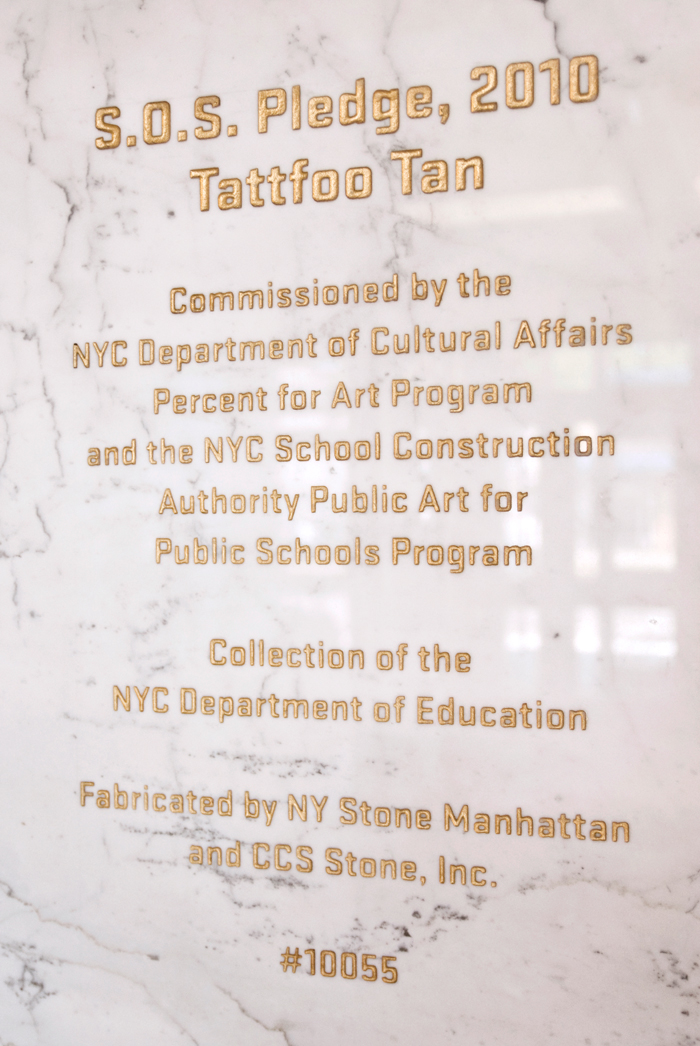 S.O.S. Pledge, 2010
Tattfoo Tan
Commissioned by the
NYC Department of Cultural Affairs
Percent for Art Program
and the NYC School Construction
Authority Public Art for
Public Schools Program
Collection of the
NYC Department of Education
Fabricated by NY Stone Manhattan
and CCS Stone, Inc.
#10055